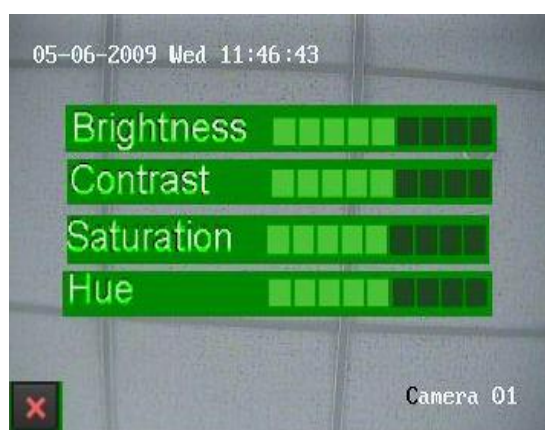 05-06-2009 Wed 11:46:43
Brightness
Contrast
Saturation
Hue
Camera 01